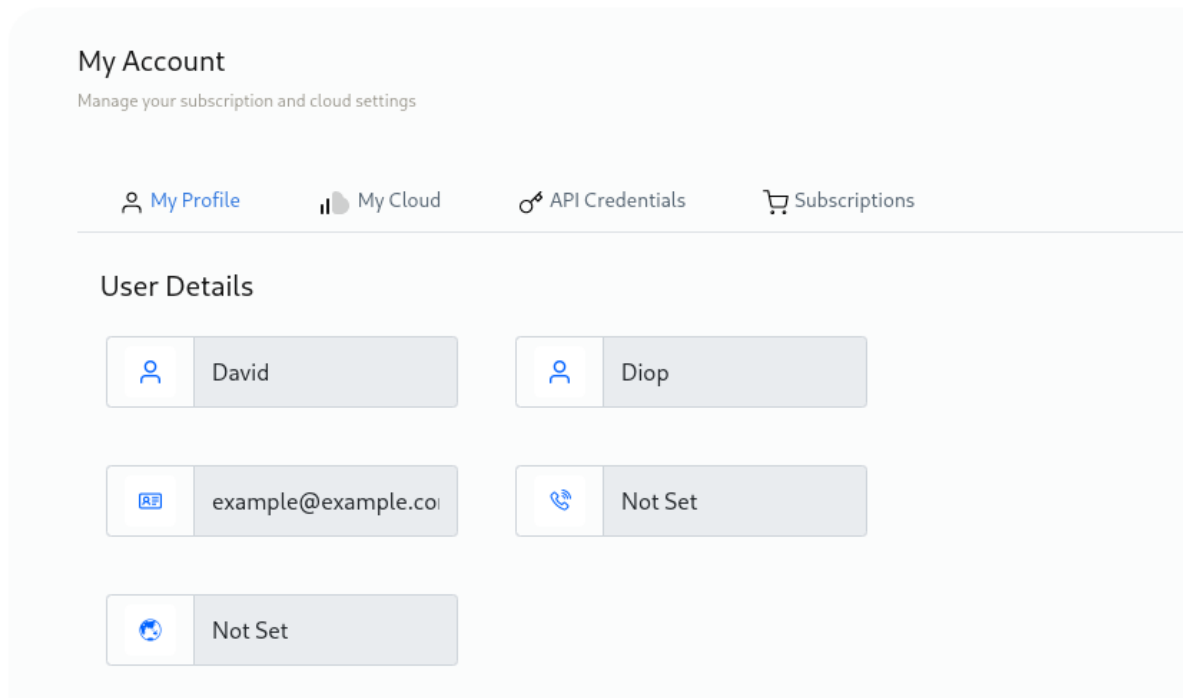 My Account
Manage your subscription and cloud settings
My Profile My Cloud API Credentials Subscriptions
User Details
David Diop
example@example.co
Not Set
Not Set